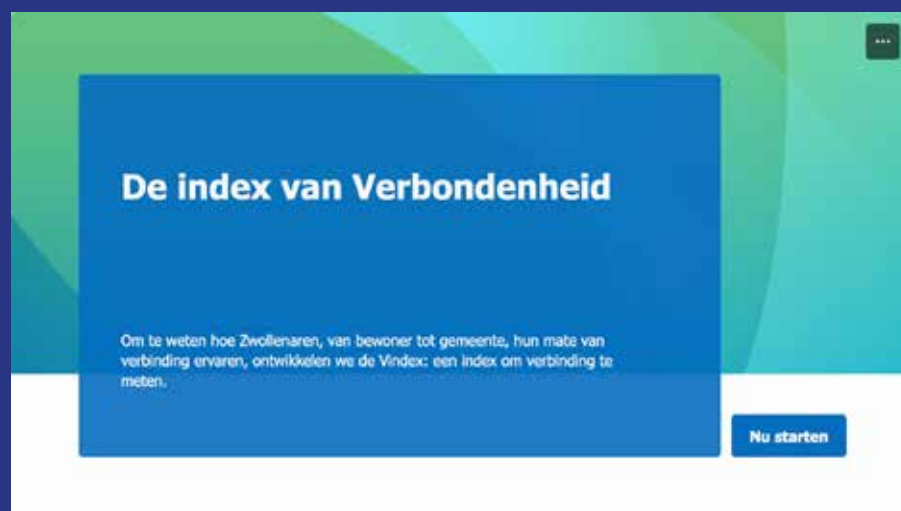 De index van Verbondenheid
Om te weten hoe Zwollenaren, van bewoner tot gemeente, hun mate van
verbinding ervaren, ontwikkelen we de Vindex: een index om verbinding te
meten.
Nu starten